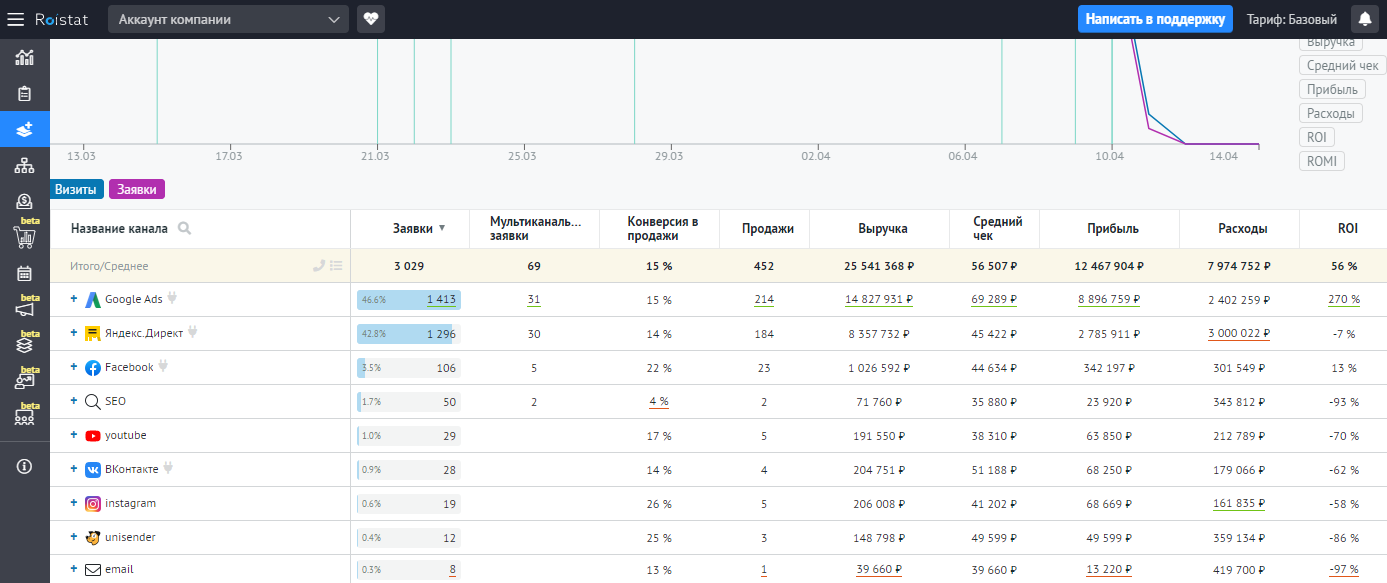 Roistat
Аккаунт компании
Написать в поддержку
Тариф: Базовый
Выручка
Средний чек
Прибыль
Расходы
ROI
ROMI
13.03 17.03 21.03 25.03 29.03 02.04 06.04 10.04 14.04
beta
beta
beta
beta
beta
Визиты Заявки
Название канала Заявки ▼ Мультиканаль... заявки Конверсия в продажи Продажи Выручка Средний чек Прибыль Расходы ROI
Итого/Среднее 3 029 69 15 % 452 25 541 368 ₽ 56 507 ₽ 12 467 904 ₽ 7 974 752 ₽ 56 %
+ Google Ads 46.6% 1 413 31 15 % 214 14 827 931 ₽ 69 289 ₽ 8 896 759 ₽ 2 402 259 ₽ 270 %
+ Яндекс.Директ 42.8% 1 296 30 14 % 184 8 357 732 ₽ 45 422 ₽ 2 785 911 ₽ 3 000 022 ₽ -7 %
+ Facebook 3.5% 106 5 22 % 23 1 026 592 ₽ 44 634 ₽ 342 197 ₽ 301 549 ₽ 13 %
+ SEO 1.7% 50 2 4 % 2 71 760 ₽ 35 880 ₽ 23 920 ₽ 343 812 ₽ -93 %
+ youtube 1.0% 29 17 % 5 191 550 ₽ 38 310 ₽ 63 850 ₽ 212 789 ₽ -70 %
+ ВКонтакте 0.9% 28 14 % 4 204 751 ₽ 51 188 ₽ 68 250 ₽ 179 066 ₽ -62 %
+ instagram 0.6% 19 26 % 5 206 008 ₽ 41 202 ₽ 68 669 ₽ 161 835 ₽ -58 %
+ unisender 0.4% 12 25 % 3 148 798 ₽ 49 599 ₽ 49 599 ₽ 359 134 ₽ -86 %
+ email 0.3% 8 13 % 1 39 660 ₽ 39 660 ₽ 13 220 ₽ 419 700 ₽ -97 %